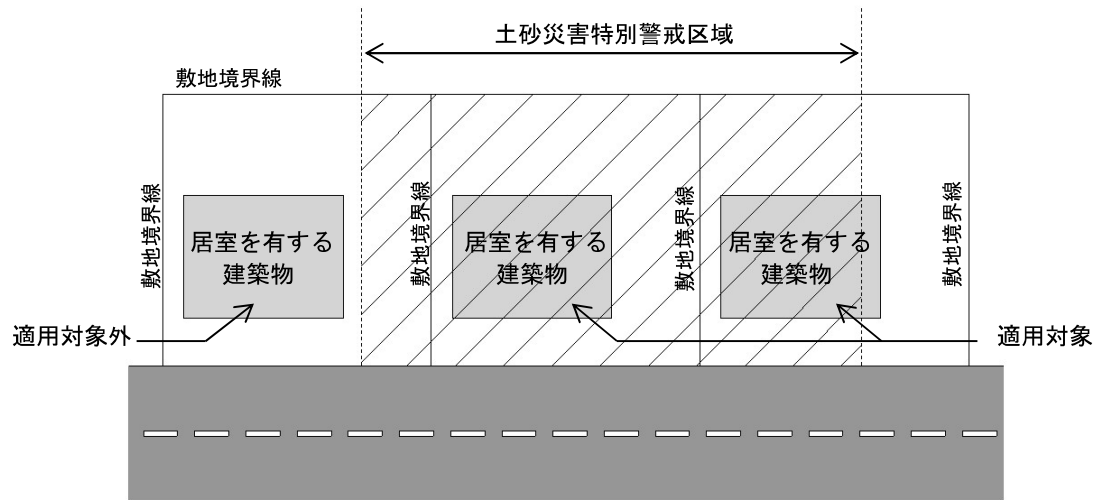 土砂災害特別警戒区域
敷地境界線
敷地境界線
敷地境界線
敷地境界線
敷地境界線
居室を有する
建築物
居室を有する
建築物
居室を有する
建築物
適用対象外
適用対象